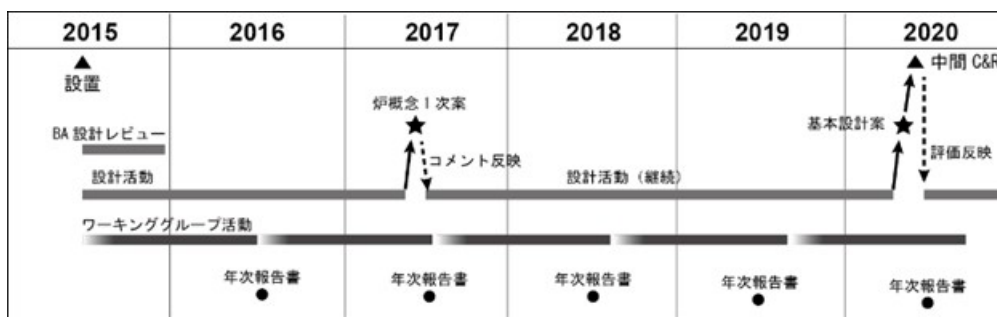 2015 2016 2017 2018 2019 2020
設置
中間 C&R
炉概念１次案
基本設計案
BA 設計レビュー
コメント反映
評価反映
設計活動
設計活動（継続）
ワーキンググループ活動
年次報告書 年次報告書 年次報告書 年次報告書 年次報告書